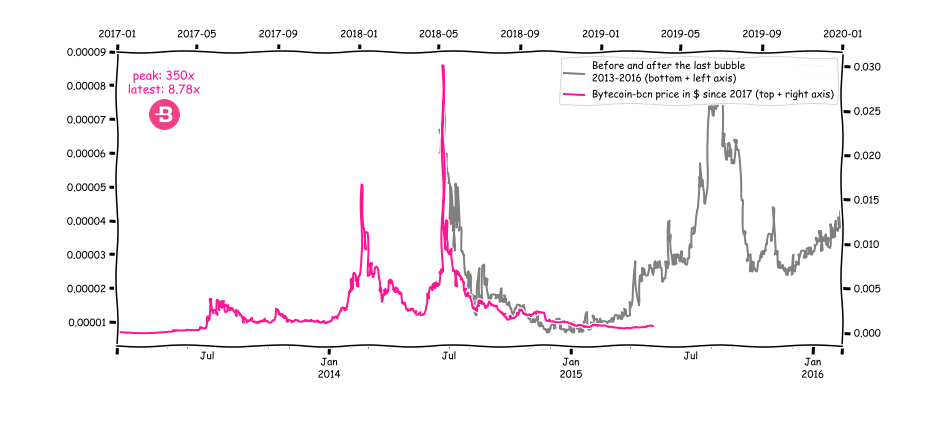 2017-01 2017-05 2017-09 2018-01 2018-05 2018-09 2019-01 2019-05 2019-09 2020-01
peak: 350x
latest: 8.78x
B
Before and after the last bubble
2013-2016 (bottom + left axis)
Bytecoin-bcn price in $ since 2017 (top + right axis)
0.00009
0.00008
0.00007
0.00006
0.00005
0.00004
0.00003
0.00002
0.00001
0.030
0.025
0.020
0.015
0.010
0.005
0.000
Jul Jan Jul Jan Jul Jan
2014 2015 2016